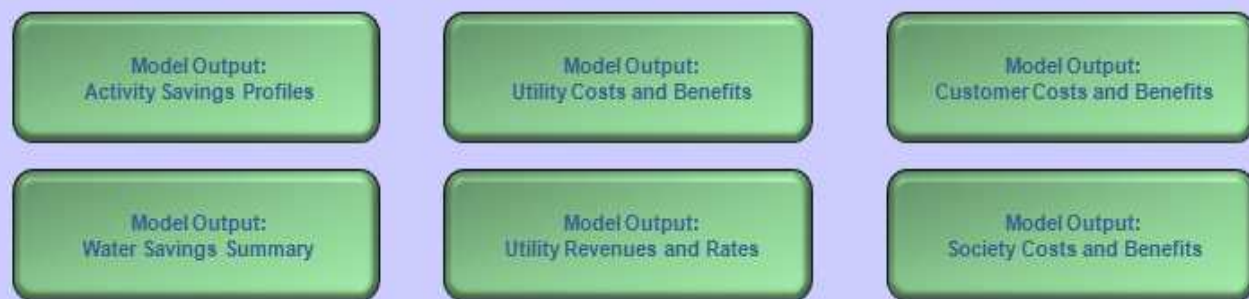 Model Output:
Activity Savings Profiles
Model Output:
Utility Costs and Benefits
Model Output:
Customer Costs and Benefits
Model Output:
Water Savings Summary
Model Output:
Utility Revenues and Rates
Model Output:
Society Costs and Benefits